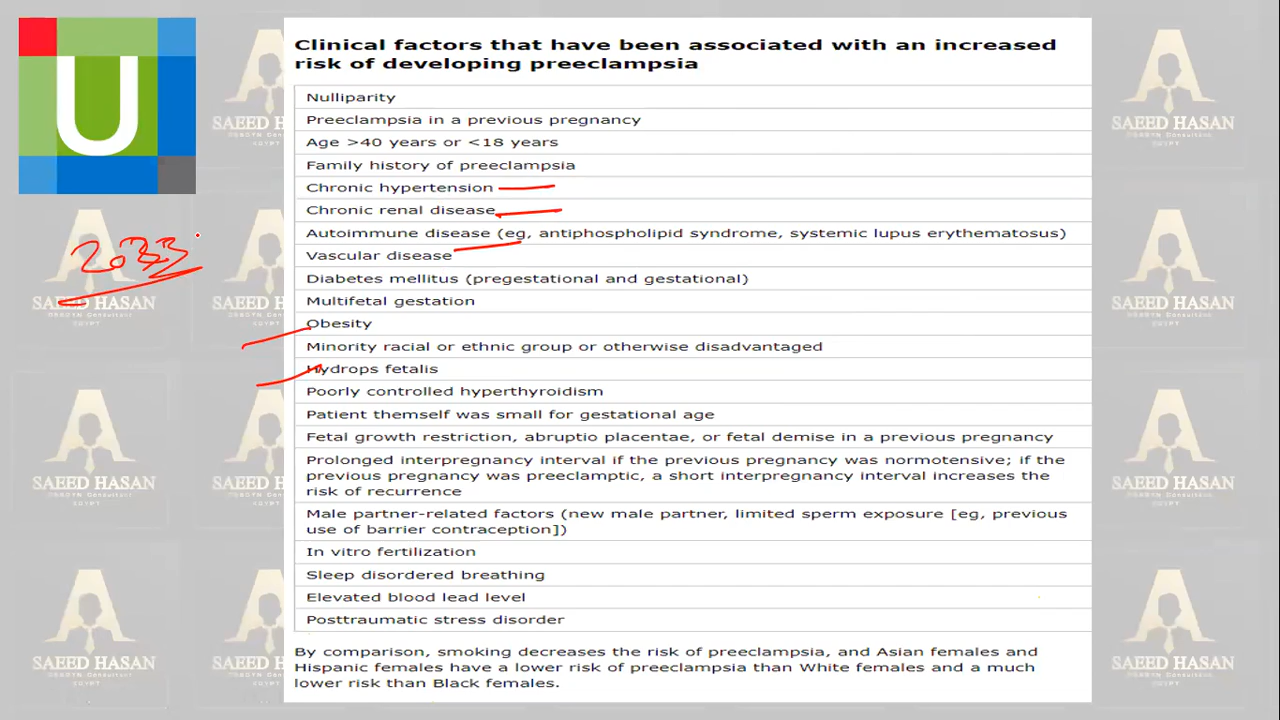 U
Clinical factors that have been associated with an increased
risk of developing preeclampsia
Nulliparity
Preeclampsia in a previous pregnancy
Age >40 years or <18 years
Family history of preeclampsia
Chronic hypertension
Chronic renal disease
Autoimmune disease (eg, antiphospholipid syndrome, systemic lupus erythematosus)
Vascular disease
Diabetes mellitus (pregestational and gestational)
Multifetal gestation
Obesity
Minority racial or ethnic group or otherwise disadvantaged
Hydrops fetalis
Poorly controlled hyperthyroidism
Patient themself was small for gestational age
Fetal growth restriction, abruptio placentae, or fetal demise in a previous pregnancy
Prolonged interpregnancy interval if the previous pregnancy was normotensive; if the
previous pregnancy was preeclamptic, a short interpregnancy interval increases the
risk of recurrence
Male partner-related factors (new male partner, limited sperm exposure [eg, previous
use of barrier contraception])
In vitro fertilization
Sleep disordered breathing
Elevated blood lead level
Posttraumatic stress disorder
By comparison, smoking decreases the risk of preeclampsia, and Asian females and
Hispanic females have a lower risk of preeclampsia than White females and a much
lower risk than Black females.
SAEED HASAN
OBGYN Consultant
EGYPT